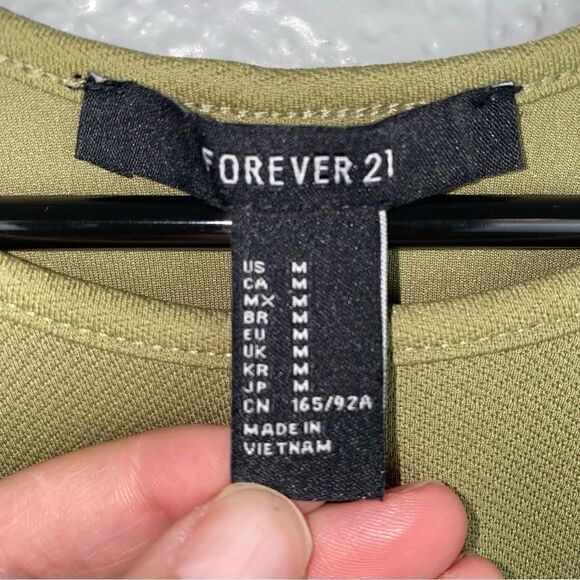 FOREVER 21
US M
CA M
MX M
BR M
EU M
UK M
KR M
JP M
CN 165/92A
MADE IN
VIETNAM